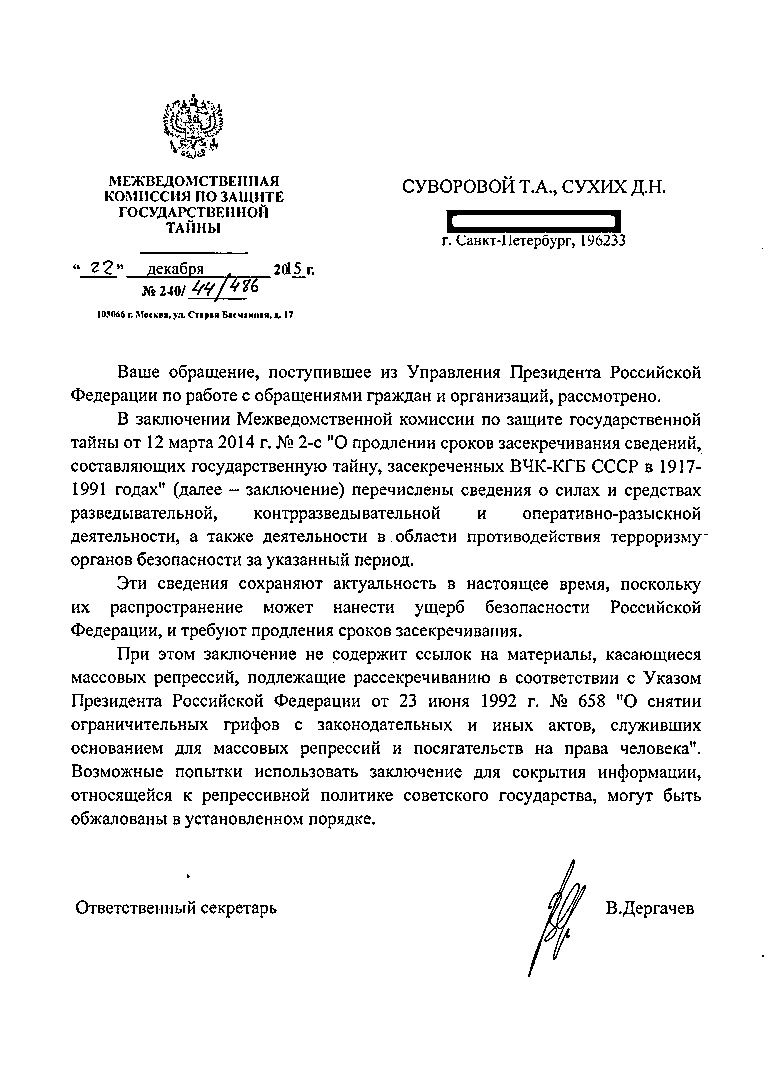 МЕЖВЕДОМСТВЕННАЯ
КОМИССИЯ ПО ЗАЩИТЕ
ГОСУДАРСТВЕННОЙ
ТАЙНЫ
“ 22 ” декабря 2015 г.
№ 240/ 44/486
103066 г. Москва, ул. Старая Басманная, д. 17
СУВОРОВОЙ Т.А., СУХИХ Д.Н.
г. Санкт-Петербург, 196233
Ваше обращение, поступившее из Управления Президента Российской
Федерации по работе с обращениями граждан и организаций, рассмотрено.
В заключении Межведомственной комиссии по защите государственной
тайны от 12 марта 2014 г. № 2-с "О продлении сроков засекречивания сведений,
составляющих государственную тайну, засекреченных ВЧК-КГБ СССР в 1917-
1991 годах" (далее – заключение) перечислены сведения о силах и средствах
разведывательной, контрразведывательной и оперативно-разыскной
деятельности, а также деятельности в области противодействия терроризму
органов безопасности за указанный период.
Эти сведения сохраняют актуальность в настоящее время, поскольку
их распространение может нанести ущерб безопасности Российской
Федерации, и требуют продления сроков засекречивания.
При этом заключение не содержит ссылок на материалы, касающиеся
массовых репрессий, подлежащие рассекречиванию в соответствии с Указом
Президента Российской Федерации от 23 июня 1992 г. № 658 "О снятии
ограничительных грифов с законодательных и иных актов, служивших
основанием для массовых репрессий и посягательств на права человека".
Возможные попытки использовать заключение для сокрытия информации,
относящейся к репрессивной политике советского государства, могут быть
обжалованы в установленном порядке.
Ответственный секретарь В.Дергачев